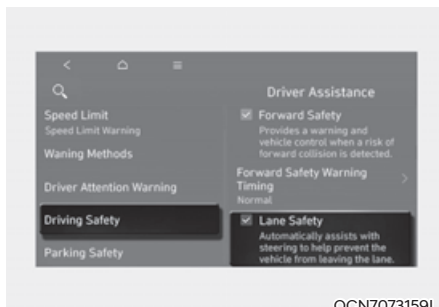 Driver Assistance
Speed Limit
Speed Limit Warning
Waning Methods
Driver Attention Warning
Driving Safety
Parking Safety
Forward Safety
Provides a warning and
vehicle control when a risk of
forward collision is detected.
Forward Safety Warning
Timing
Normal
Lane Safety
Automatically assists with
steering to help prevent the
vehicle from leaving the lane.
OCN7073159L